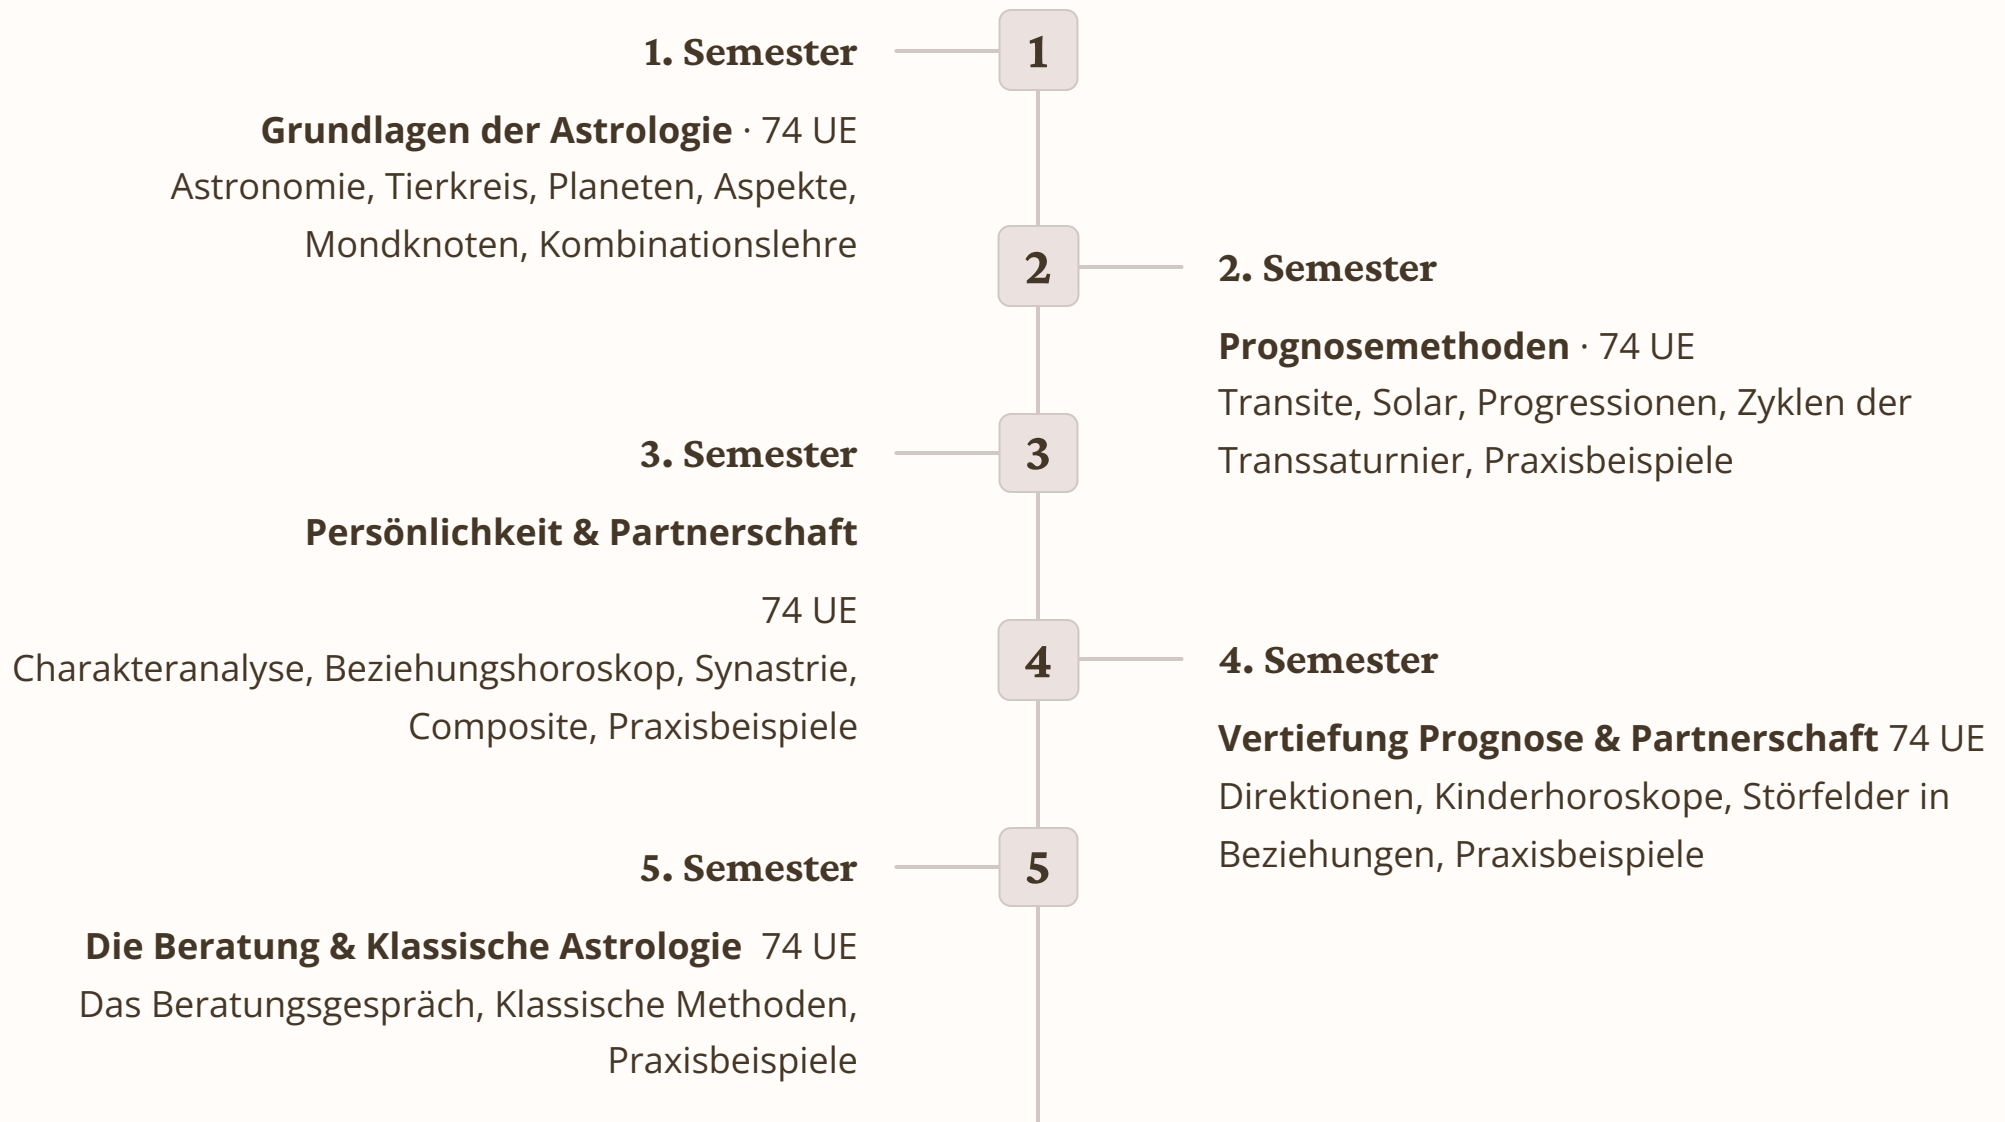 1. Semester
1
Grundlagen der Astrologie · 74 UE
Astronomie, Tierkreis, Planeten, Aspekte,
Mondknoten, Kombinationslehre
2
2. Semester
Prognosemethoden · 74 UE
Transite, Solar, Progressionen, Zyklen der
Transsaturnier, Praxisbeispiele
3. Semester
3
Persönlichkeit & Partnerschaft
74 UE
Charakteranalyse, Beziehungshoroskop, Synastrie,
Composite, Praxisbeispiele
4
4. Semester
Vertiefung Prognose & Partnerschaft 74 UE
Direktionen, Kinderhoroskope, Störfelder in
Beziehungen, Praxisbeispiele
5. Semester
5
Die Beratung & Klassische Astrologie 74 UE
Das Beratungsgespräch, Klassische Methoden,
Praxisbeispiele